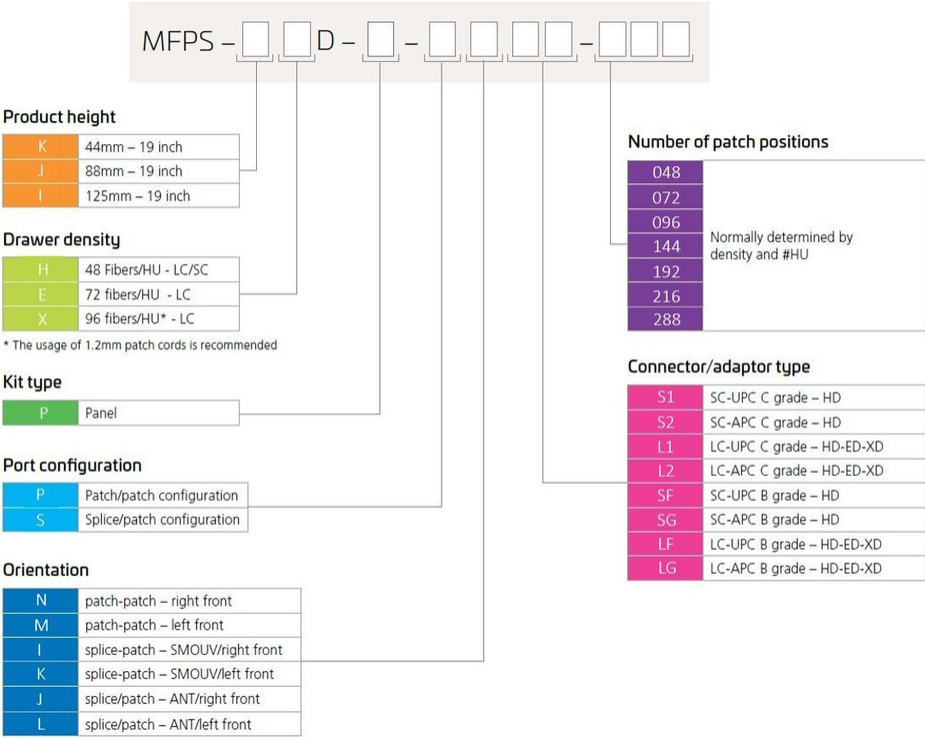 MFPS – D – – –
Product height
K 44mm – 19 inch
J 88mm – 19 inch
I 125mm – 19 inch
Drawer density
H 48 Fibers/HU - LC/SC
E 72 fibers/HU - LC
X 96 fibers/HU* - LC
* The usage of 1.2mm patch cords is recommended
Kit type
P Panel
Port configuration
P Patch/patch configuration
S Splice/patch configuration
Orientation
N patch-patch – right front
M patch-patch – left front
I splice-patch – SMOUV/right front
K splice-patch – SMOUV/left front
J splice/patch – ANT/right front
L splice/patch – ANT/left front
Number of patch positions
048
072
096
144
192
216
288
Normally determined by
density and #HU
Connector/adaptor type
S1 SC-UPC C grade – HD
S2 SC-APC C grade – HD
L1 LC-UPC C grade – HD-ED-XD
L2 LC-APC C grade – HD-ED-XD
SF SC-UPC B grade – HD
SG SC-APC B grade – HD
LF LC-UPC B grade – HD-ED-XD
LG LC-APC B grade – HD-ED-XD